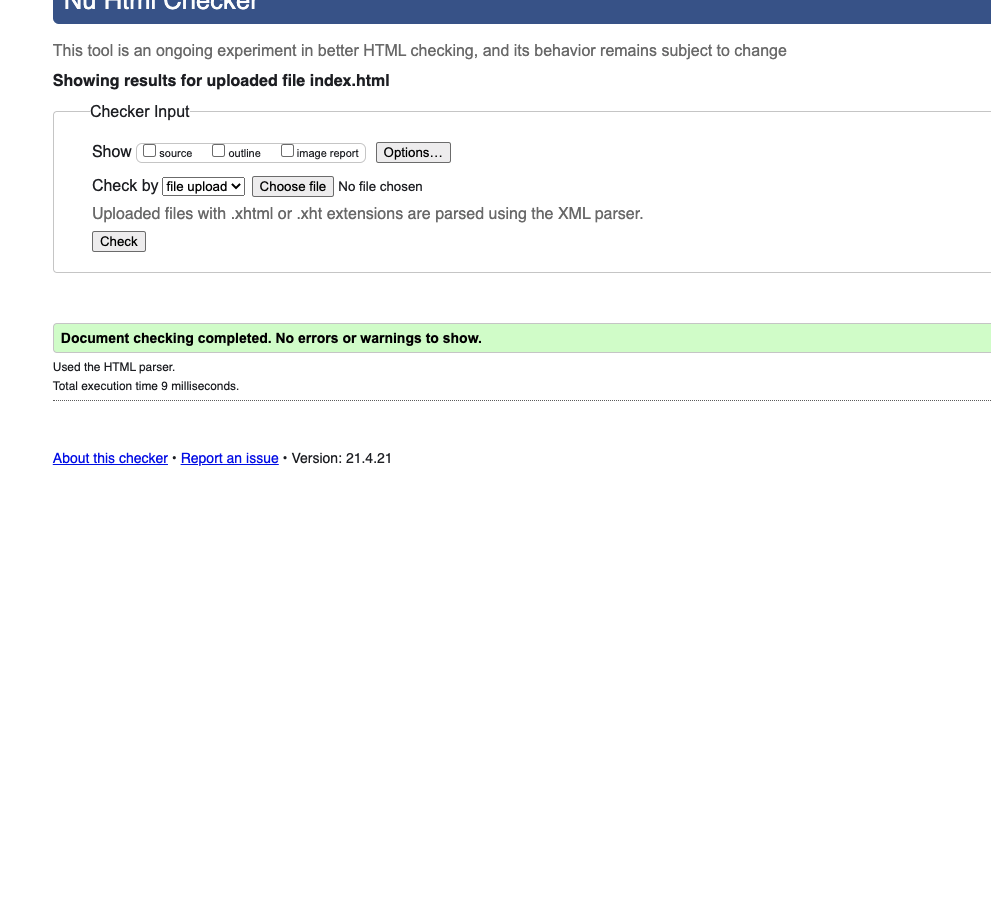 Nu Html Checker
This tool is an ongoing experiment in better HTML checking, and its behavior remains subject to change
Showing results for uploaded file index.html
Checker Input
Show source outline image report Options…
Check by file upload Choose file No file chosen
Uploaded files with .xhtml or .xht extensions are parsed using the XML parser.
Check
Document checking completed. No errors or warnings to show.
Used the HTML parser.
Total execution time 9 milliseconds.
About this checker • Report an issue • Version: 21.4.21